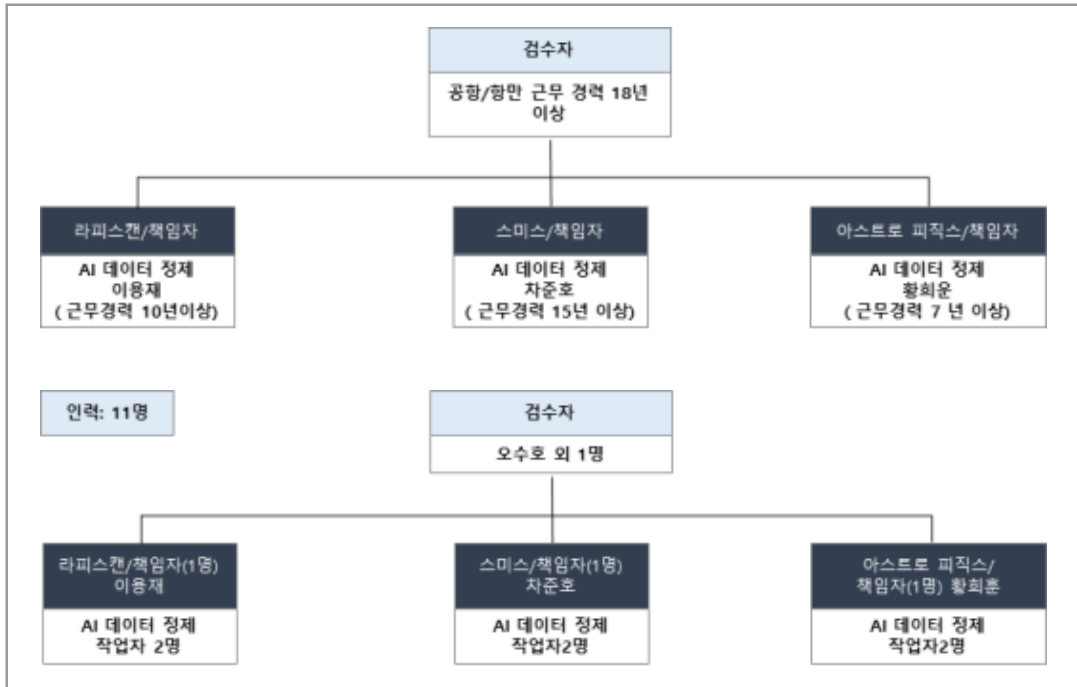 검수자
공항/항만 근무 경력 18년
이상
라피스캔/책임자
AI 데이터 정제
이용재
( 근무경력 10년이상)
스미스/책임자
AI 데이터 정제
차준호
( 근무경력 15년 이상)
아스트로 피직스/책임자
AI 데이터 정제
황희운
( 근무경력 7 년 이상)
인력: 11명
검수자
오수호 외 1명
라피스캔/책임자(1명)
이용재
AI 데이터 정제
작업자 2명
스미스/책임자(1명)
차준호
AI 데이터 정제
작업자2명
아스트로 피직스/
책임자(1명) 황희훈
AI 데이터 정제
작업자2명